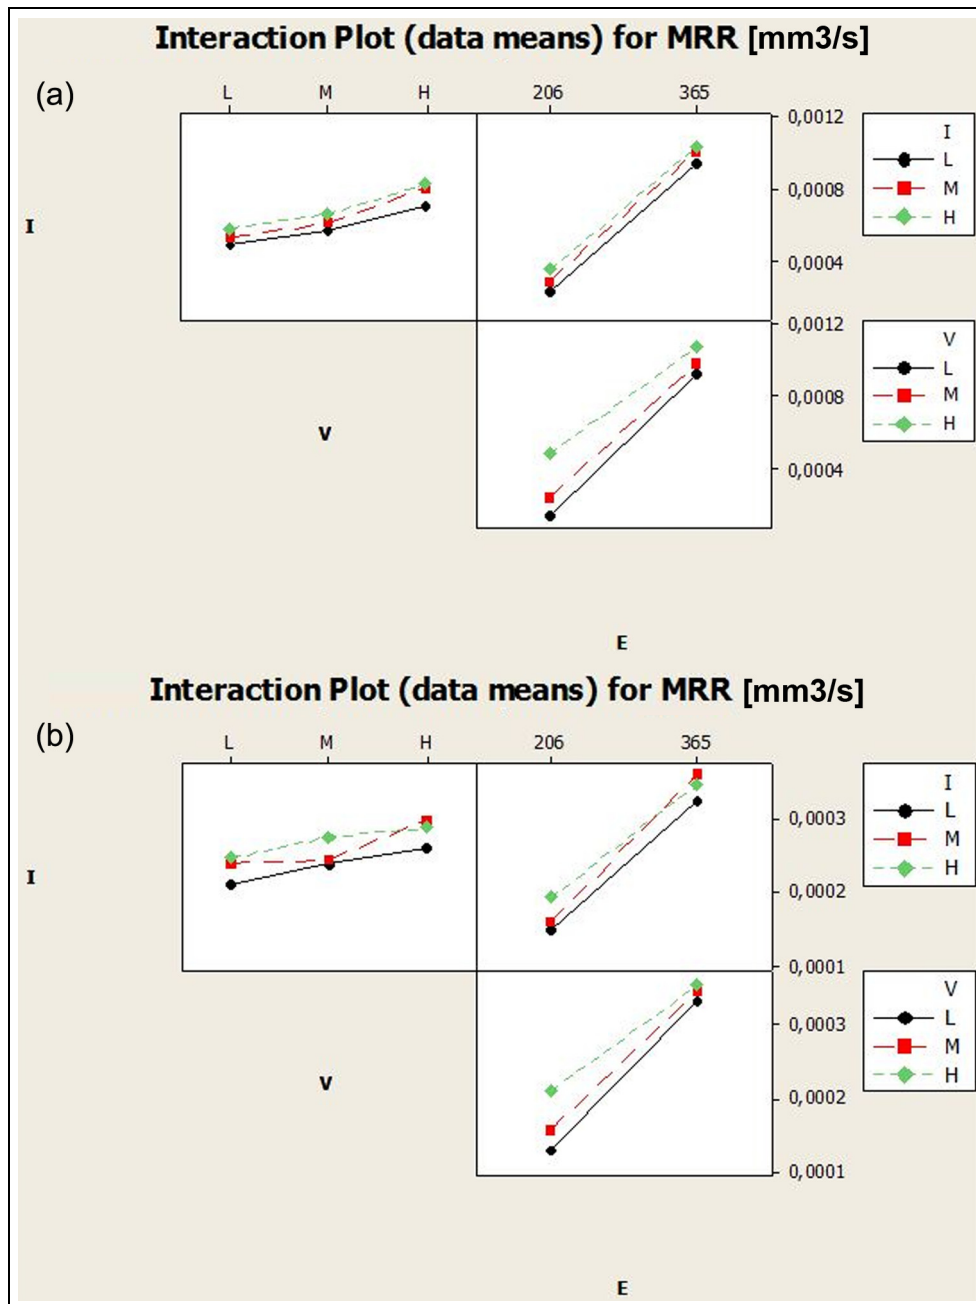 Interaction Plot (data means) for MRR [mm3/s]
(a)
L M H 206 365
0,0012
0,0008
0,0004
I
I
L
M
H
0,0012
0,0008
0,0004
V
V
L
M
H
E
Interaction Plot (data means) for MRR [mm3/s]
(b)
L M H 206 365
0,0003
0,0002
0,0001
I
I
L
M
H
0,0003
0,0002
0,0001
V
V
L
M
H
E